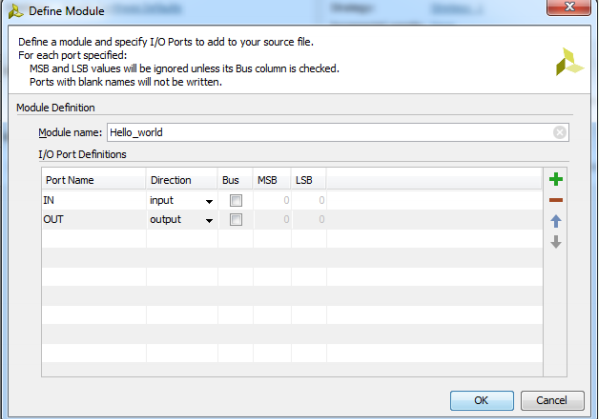 Define Module
Define a module and specify I/O Ports to add to your source file.
For each port specified:
MSB and LSB values will be ignored unless its Bus column is checked.
Ports with blank names will not be written.
Module Definition
Module name: Hello_world
I/O Port Definitions
Port Name Direction Bus MSB LSB
IN input 0 0
OUT output 0 0
OK Cancel